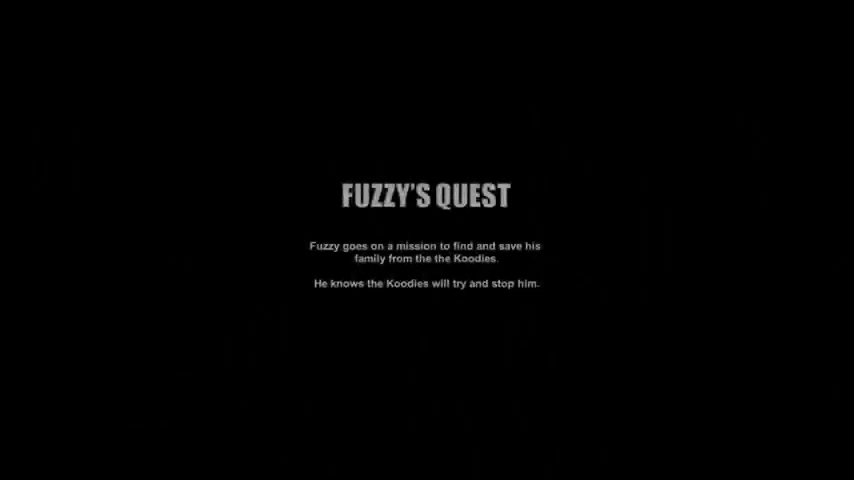 FUZZY'S QUEST
Fuzzy goes on a mission to find and save his
family from the the Koodies.
He knows the Koodies will try and stop him.